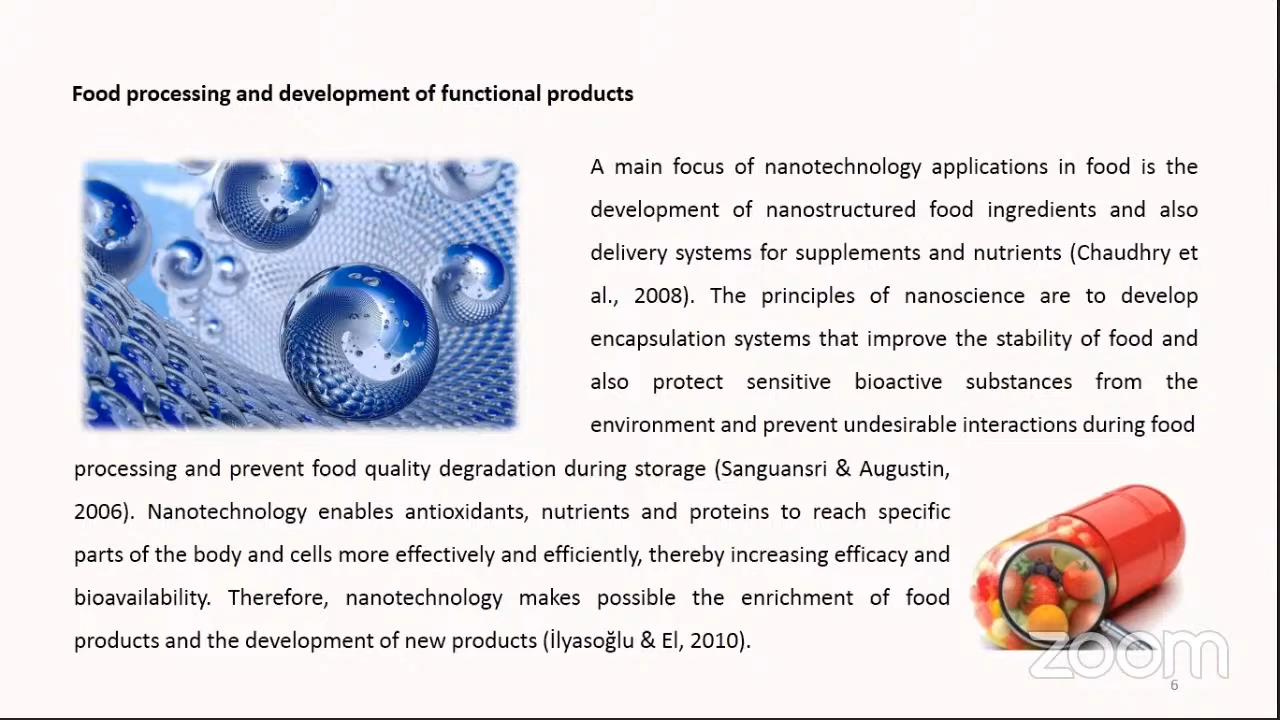 Food processing and development of functional products
A main focus of nanotechnology applications in food is the
development of nanostructured food ingredients and also
delivery systems for supplements and nutrients (Chaudhry et
al., 2008). The principles of nanoscience are to develop
encapsulation systems that improve the stability of food and
also protect sensitive bioactive substances from the
environment and prevent undesirable interactions during food
processing and prevent food quality degradation during storage (Sanguansri & Augustin,
2006). Nanotechnology enables antioxidants, nutrients and proteins to reach specific
parts of the body and cells more effectively and efficiently, thereby increasing efficacy and
bioavailability. Therefore, nanotechnology makes possible the enrichment of food
products and the development of new products (İlyasoğlu & El, 2010).
zoom
6